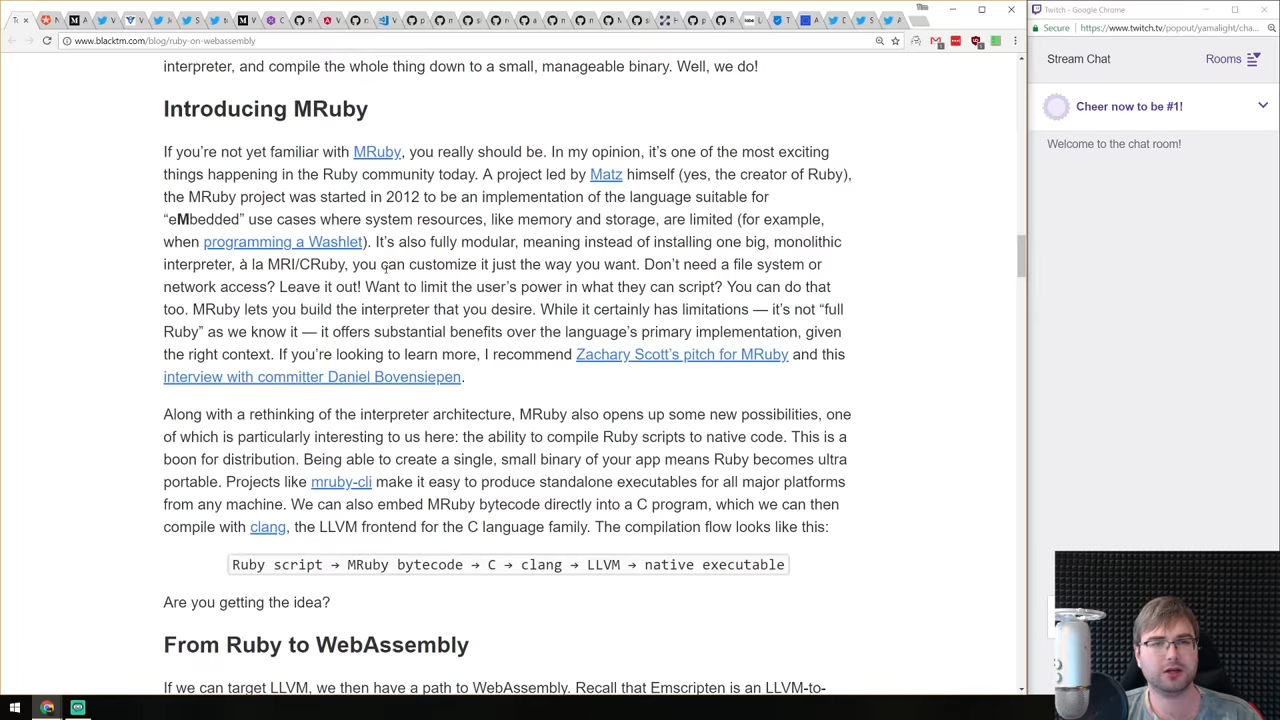 To
Twitch - Google Chrome
www.blacktm.com/blog/ruby-on-webassembly
Secure
https://www.twitch.tv/popout/yamalight/cha...
interpreter, and compile the whole thing down to a small, manageable binary. Well, we do!
Introducing MRuby
If you’re not yet familiar with MRuby, you really should be. In my opinion, it’s one of the most exciting
things happening in the Ruby community today. A project led by Matz himself (yes, the creator of Ruby),
the MRuby project was started in 2012 to be an implementation of the language suitable for
“eMbedded” use cases where system resources, like memory and storage, are limited (for example,
when programming a Washlet). It’s also fully modular, meaning instead of installing one big, monolithic
interpreter, à la MRI/CRuby, you can customize it just the way you want. Don’t need a file system or
network access? Leave it out! Want to limit the user’s power in what they can script? You can do that
too. MRuby lets you build the interpreter that you desire. While it certainly has limitations — it’s not “full
Ruby” as we know it — it offers substantial benefits over the language’s primary implementation, given
the right context. If you’re looking to learn more, I recommend Zachary Scott’s pitch for MRuby and this
interview with committer Daniel Bovensiepen.
Along with a rethinking of the interpreter architecture, MRuby also opens up some new possibilities, one
of which is particularly interesting to us here: the ability to compile Ruby scripts to native code. This is a
boon for distribution. Being able to create a single, small binary of your app means Ruby becomes ultra
portable. Projects like mruby-cli make it easy to produce standalone executables for all major platforms
from any machine. We can also embed MRuby bytecode directly into a C program, which we can then
compile with clang, the LLVM frontend for the C language family. The compilation flow looks like this:
Ruby script → MRuby bytecode → C → clang → LLVM → native executable
Are you getting the idea?
From Ruby to WebAssembly
If we can target LLVM, we then have a path to WebAssembly. Recall that Emscripten is an LLVM-to-
Stream Chat
Rooms
Cheer now to be #1!
Welcome to the chat room!